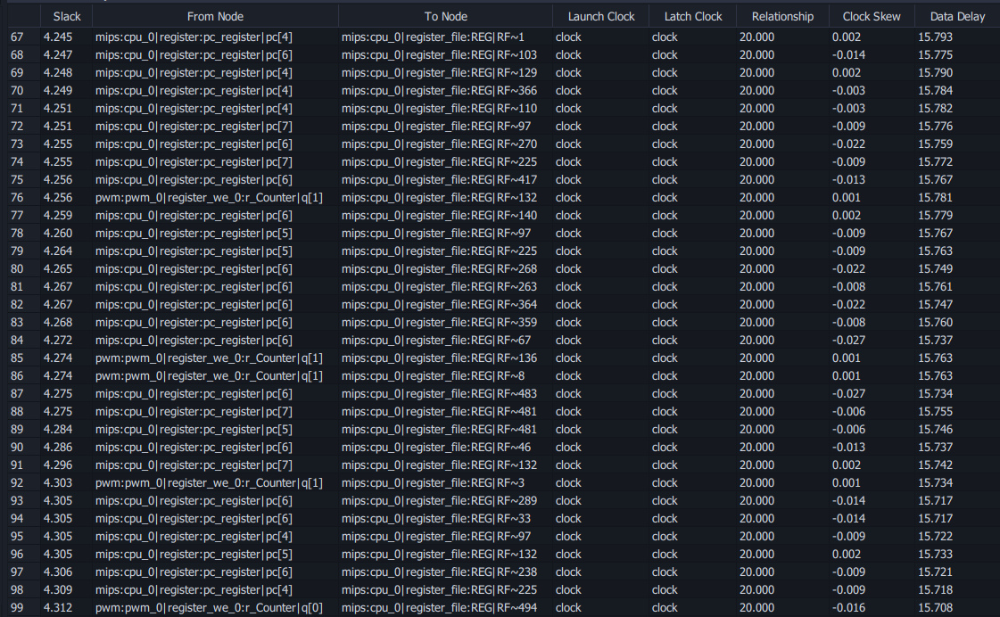 Slack From Node To Node Launch Clock Latch Clock Relationship Clock Skew Data Delay
67 4.245 mips:cpu_0|register:pc_register|pc[4] mips:cpu_0|register_file:REG|RF~1 clock clock 20.000 0.002 15.793
68 4.247 mips:cpu_0|register:pc_register|pc[6] mips:cpu_0|register_file:REG|RF~103 clock clock 20.000 -0.014 15.775
69 4.248 mips:cpu_0|register:pc_register|pc[4] mips:cpu_0|register_file:REG|RF~129 clock clock 20.000 0.002 15.790
70 4.249 mips:cpu_0|register:pc_register|pc[4] mips:cpu_0|register_file:REG|RF~366 clock clock 20.000 -0.003 15.784
71 4.251 mips:cpu_0|register:pc_register|pc[4] mips:cpu_0|register_file:REG|RF~110 clock clock 20.000 -0.003 15.782
72 4.251 mips:cpu_0|register:pc_register|pc[7] mips:cpu_0|register_file:REG|RF~97 clock clock 20.000 -0.009 15.776
73 4.255 mips:cpu_0|register:pc_register|pc[6] mips:cpu_0|register_file:REG|RF~270 clock clock 20.000 -0.022 15.759
74 4.255 mips:cpu_0|register:pc_register|pc[7] mips:cpu_0|register_file:REG|RF~225 clock clock 20.000 -0.009 15.772
75 4.256 mips:cpu_0|register:pc_register|pc[6] mips:cpu_0|register_file:REG|RF~417 clock clock 20.000 -0.013 15.767
76 4.256 pwm:pwm_0|register_we_0:r_Counter|q[1] mips:cpu_0|register_file:REG|RF~132 clock clock 20.000 0.001 15.781
77 4.259 mips:cpu_0|register:pc_register|pc[6] mips:cpu_0|register_file:REG|RF~140 clock clock 20.000 0.002 15.779
78 4.260 mips:cpu_0|register:pc_register|pc[5] mips:cpu_0|register_file:REG|RF~97 clock clock 20.000 -0.009 15.767
79 4.264 mips:cpu_0|register:pc_register|pc[5] mips:cpu_0|register_file:REG|RF~225 clock clock 20.000 -0.009 15.763
80 4.265 mips:cpu_0|register:pc_register|pc[6] mips:cpu_0|register_file:REG|RF~268 clock clock 20.000 -0.022 15.749
81 4.267 mips:cpu_0|register:pc_register|pc[6] mips:cpu_0|register_file:REG|RF~263 clock clock 20.000 -0.008 15.761
82 4.267 mips:cpu_0|register:pc_register|pc[6] mips:cpu_0|register_file:REG|RF~364 clock clock 20.000 -0.022 15.747
83 4.268 mips:cpu_0|register:pc_register|pc[6] mips:cpu_0|register_file:REG|RF~359 clock clock 20.000 -0.008 15.760
84 4.272 mips:cpu_0|register:pc_register|pc[6] mips:cpu_0|register_file:REG|RF~67 clock clock 20.000 -0.027 15.737
85 4.274 pwm:pwm_0|register_we_0:r_Counter|q[1] mips:cpu_0|register_file:REG|RF~136 clock clock 20.000 0.001 15.763
86 4.274 pwm:pwm_0|register_we_0:r_Counter|q[1] mips:cpu_0|register_file:REG|RF~8 clock clock 20.000 0.001 15.763
87 4.275 mips:cpu_0|register:pc_register|pc[6] mips:cpu_0|register_file:REG|RF~483 clock clock 20.000 -0.027 15.734
88 4.275 mips:cpu_0|register:pc_register|pc[7] mips:cpu_0|register_file:REG|RF~481 clock clock 20.000 -0.006 15.755
89 4.284 mips:cpu_0|register:pc_register|pc[5] mips:cpu_0|register_file:REG|RF~481 clock clock 20.000 -0.006 15.746
90 4.286 mips:cpu_0|register:pc_register|pc[6] mips:cpu_0|register_file:REG|RF~46 clock clock 20.000 -0.013 15.737
91 4.296 mips:cpu_0|register:pc_register|pc[7] mips:cpu_0|register_file:REG|RF~132 clock clock 20.000 0.002 15.742
92 4.303 pwm:pwm_0|register_we_0:r_Counter|q[1] mips:cpu_0|register_file:REG|RF~3 clock clock 20.000 0.001 15.734
93 4.305 mips:cpu_0|register:pc_register|pc[6] mips:cpu_0|register_file:REG|RF~289 clock clock 20.000 -0.014 15.717
94 4.305 mips:cpu_0|register:pc_register|pc[6] mips:cpu_0|register_file:REG|RF~33 clock clock 20.000 -0.014 15.717
95 4.305 mips:cpu_0|register:pc_register|pc[4] mips:cpu_0|register_file:REG|RF~97 clock clock 20.000 -0.009 15.722
96 4.305 mips:cpu_0|register:pc_register|pc[5] mips:cpu_0|register_file:REG|RF~132 clock clock 20.000 0.002 15.733
97 4.306 mips:cpu_0|register:pc_register|pc[6] mips:cpu_0|register_file:REG|RF~238 clock clock 20.000 -0.009 15.721
98 4.309 mips:cpu_0|register:pc_register|pc[4] mips:cpu_0|register_file:REG|RF~225 clock clock 20.000 -0.009 15.718
99 4.312 pwm:pwm_0|register_we_0:r_Counter|q[0] mips:cpu_0|register_file:REG|RF~494 clock clock 20.000 -0.016 15.708